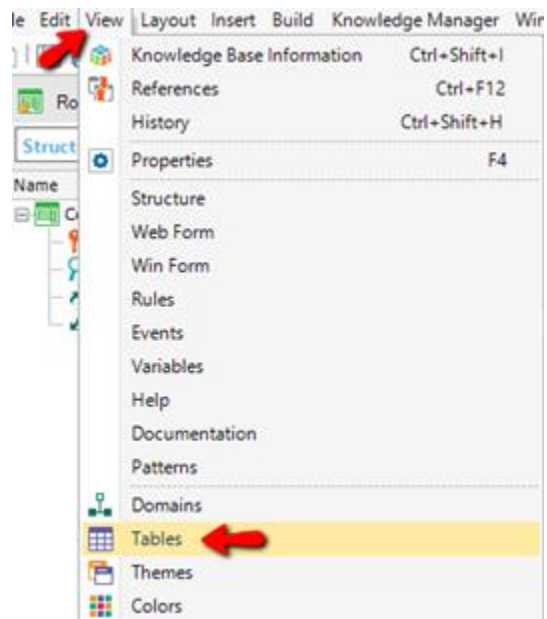 le Edit View Layout Insert Build Knowledge Manager Win
Knowledge Base Information Ctrl+Shift+I
References Ctrl+F12
Ro
History Ctrl+Shift+H
Struct
Properties F4
Name
Structure
Web Form
Win Form
Rules
Events
Variables
Help
Documentation
Patterns
Domains
Tables
Themes
Colors